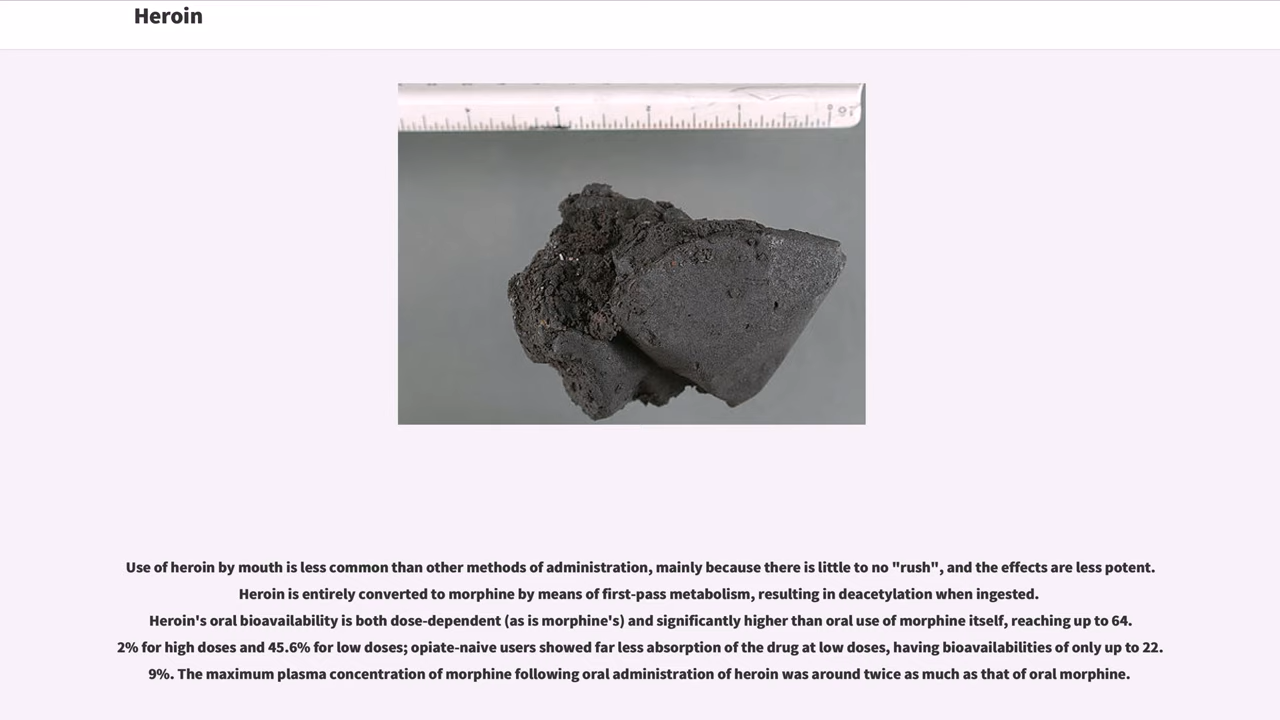 Heroin
4 3 2 1 0
Use of heroin by mouth is less common than other methods of administration, mainly because there is little to no "rush", and the effects are less potent.
Heroin is entirely converted to morphine by means of first-pass metabolism, resulting in deacetylation when ingested.
Heroin's oral bioavailability is both dose-dependent (as is morphine's) and significantly higher than oral use of morphine itself, reaching up to 64.
2% for high doses and 45.6% for low doses; opiate-naive users showed far less absorption of the drug at low doses, having bioavailabilities of only up to 22.
9%. The maximum plasma concentration of morphine following oral administration of heroin was around twice as much as that of oral morphine.